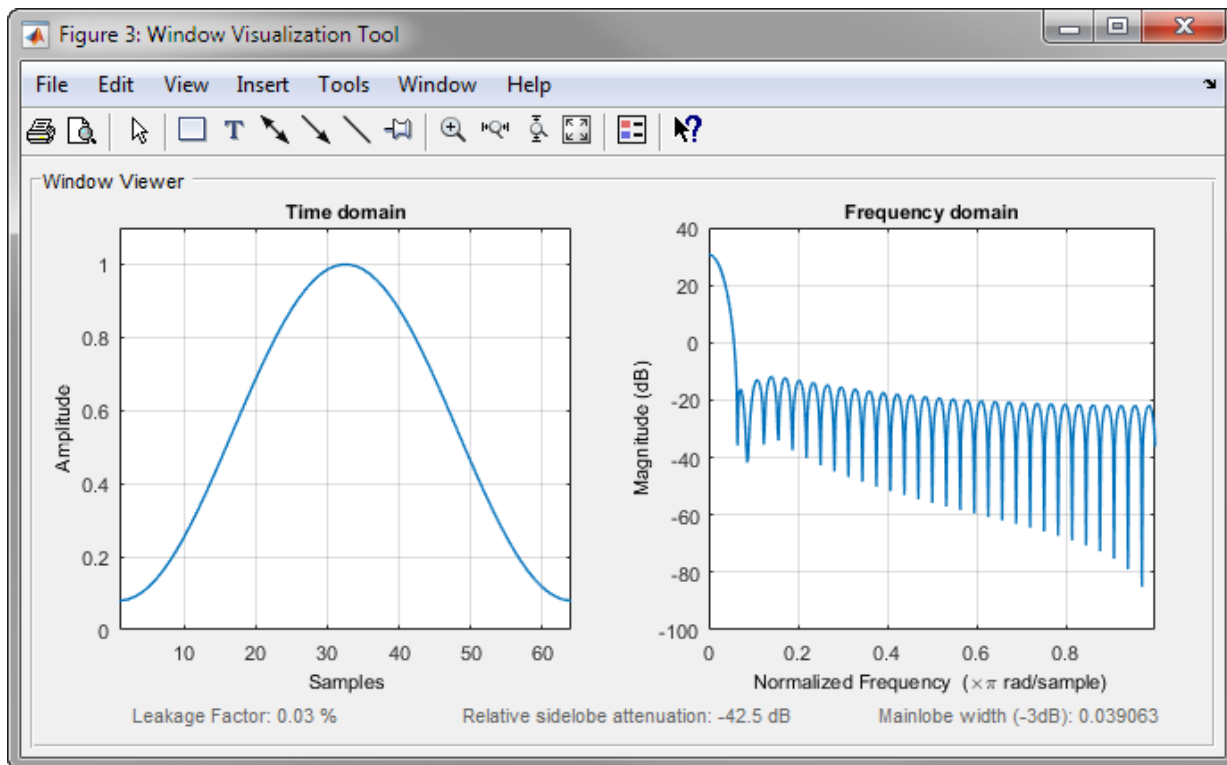 Figure 3: Window Visualization Tool
File Edit View Insert Tools Window Help
T
?
Window Viewer
Time domain
1
0.8
0.6
0.4
0.2
0
Amplitude
10 20 30 40 50 60
Samples
Frequency domain
40
20
0
-20
-40
-60
-80
-100
Magnitude (dB)
0 0.2 0.4 0.6 0.8
Normalized Frequency (×π rad/sample)
Leakage Factor: 0.03 % Relative sidelobe attenuation: -42.5 dB Mainlobe width (-3dB): 0.039063